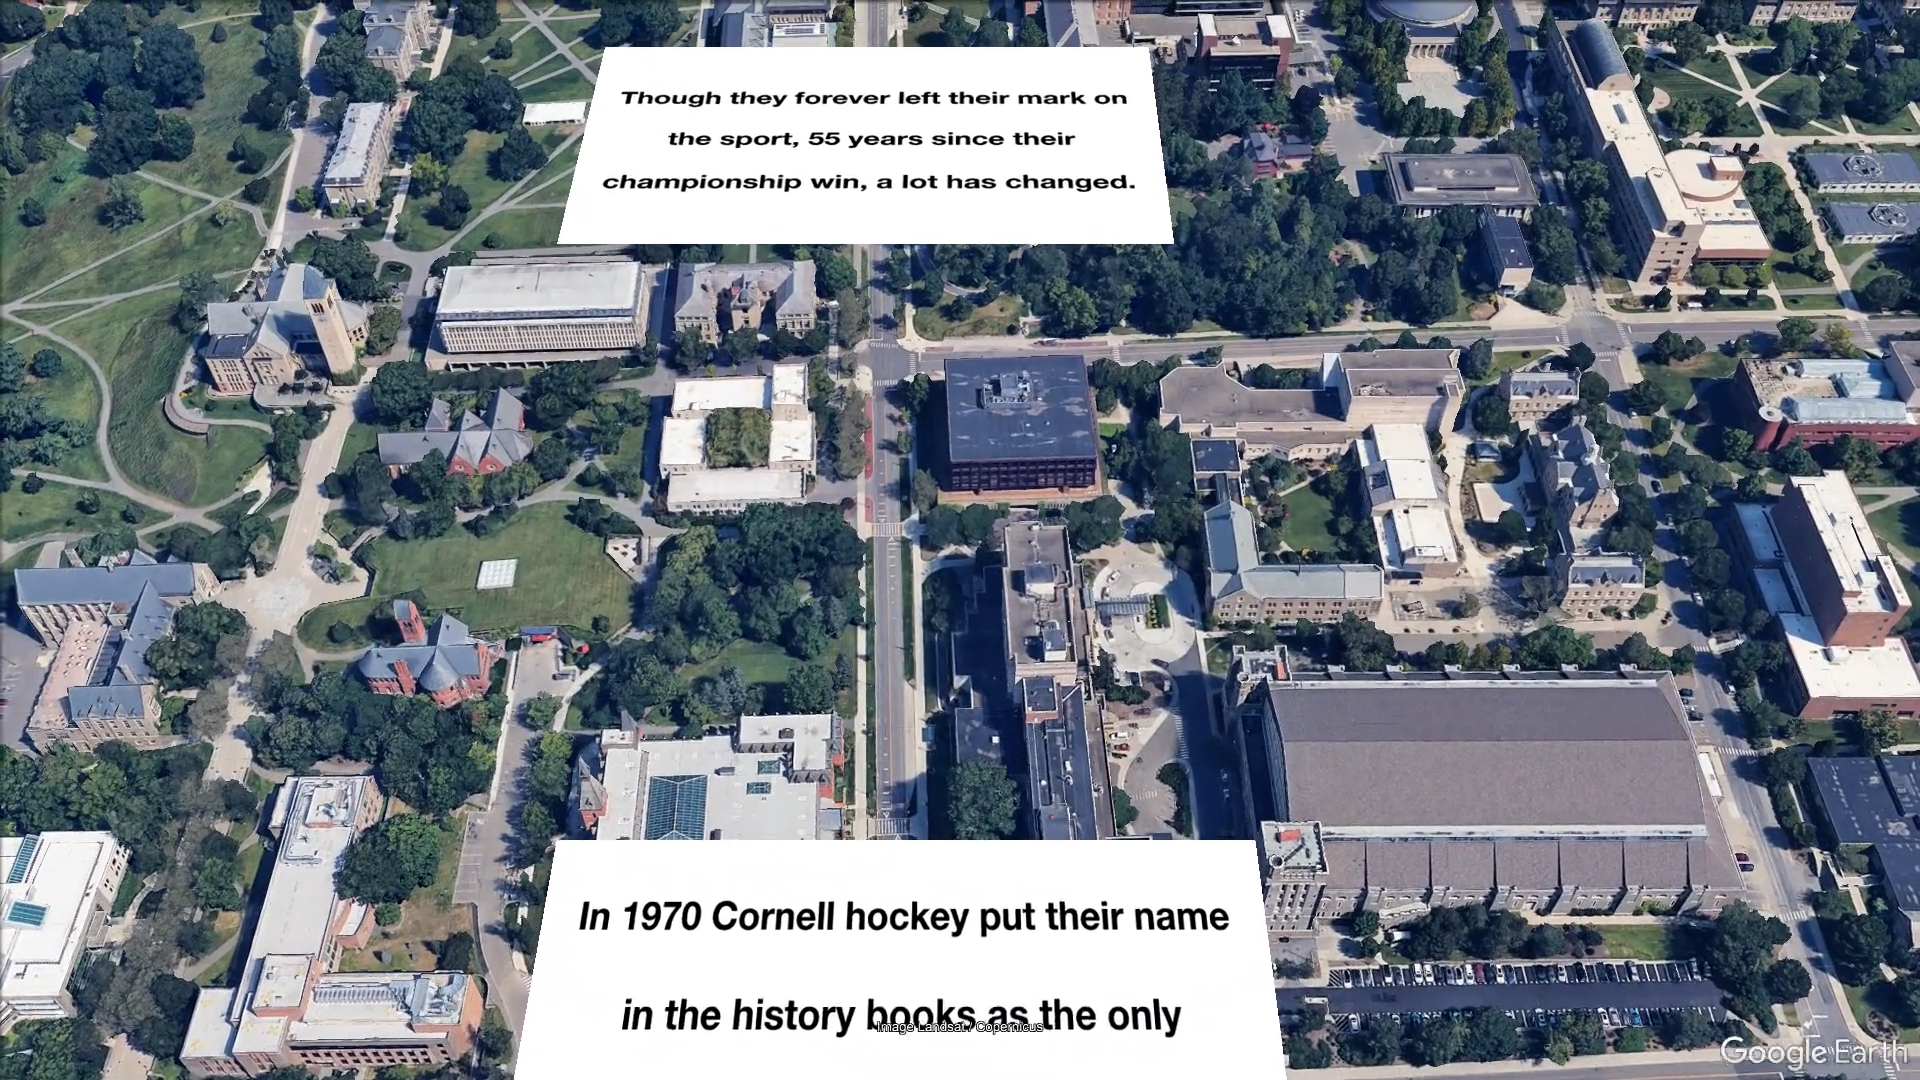 Though they forever left their mark on
the sport, 55 years since their
championship win, a lot has changed.
In 1970 Cornell hockey put their name
in the history books as the only
Image Landsat / Copernicus
Google Earth